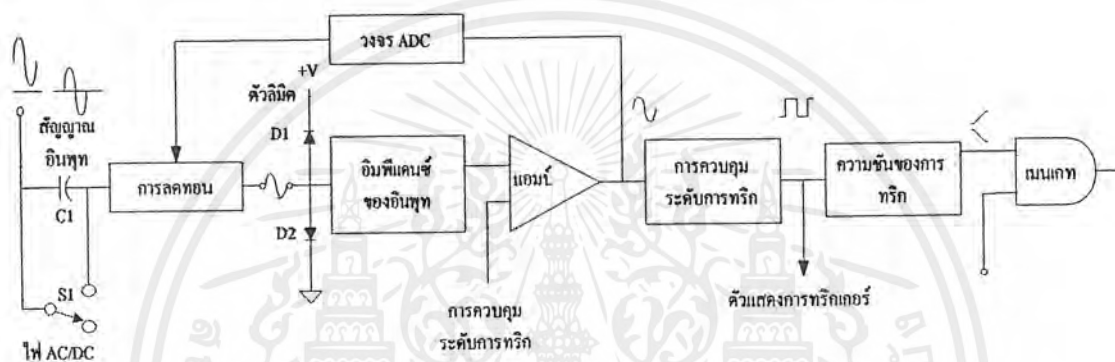 วงจร ADC
+V
ตัวลิมิต
D1
สัญญาณ
อินพุท
C1
การลดทอน
อิมพีแดนซ์
ของอินพุท
แอมป์
การควบคุม
ระดับการทริก
ความชันของการ
ทริก
เมนเกท
D2
S1
ไฟ AC/DC
การควบคุม
ระดับการทริก
ตัวแสดงการทริกเกอร์